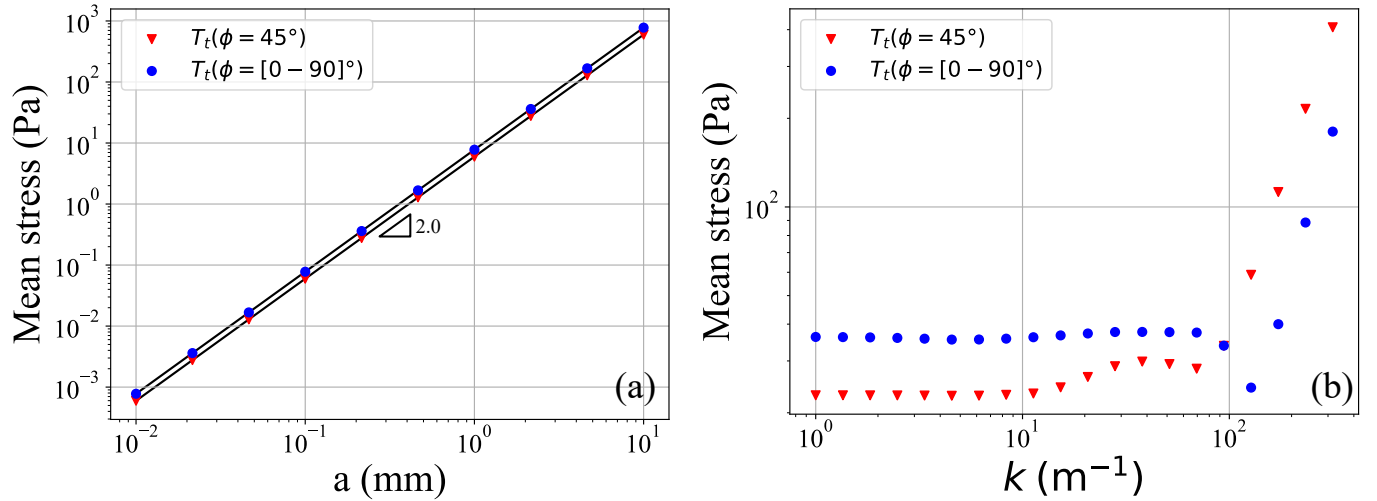 Mean stress (Pa)
10³
10²
10¹
10⁰
10⁻¹
10⁻²
10⁻³
T_t(ϕ = 45°)
T_t(ϕ = [0 − 90]°)
2.0
(a)
10⁻² 10⁻¹ 10⁰ 10¹
a (mm)
Mean stress (Pa)
10²
T_t(ϕ = 45°)
T_t(ϕ = [0 − 90]°)
(b)
10⁰ 10¹ 10²
k (m⁻¹)